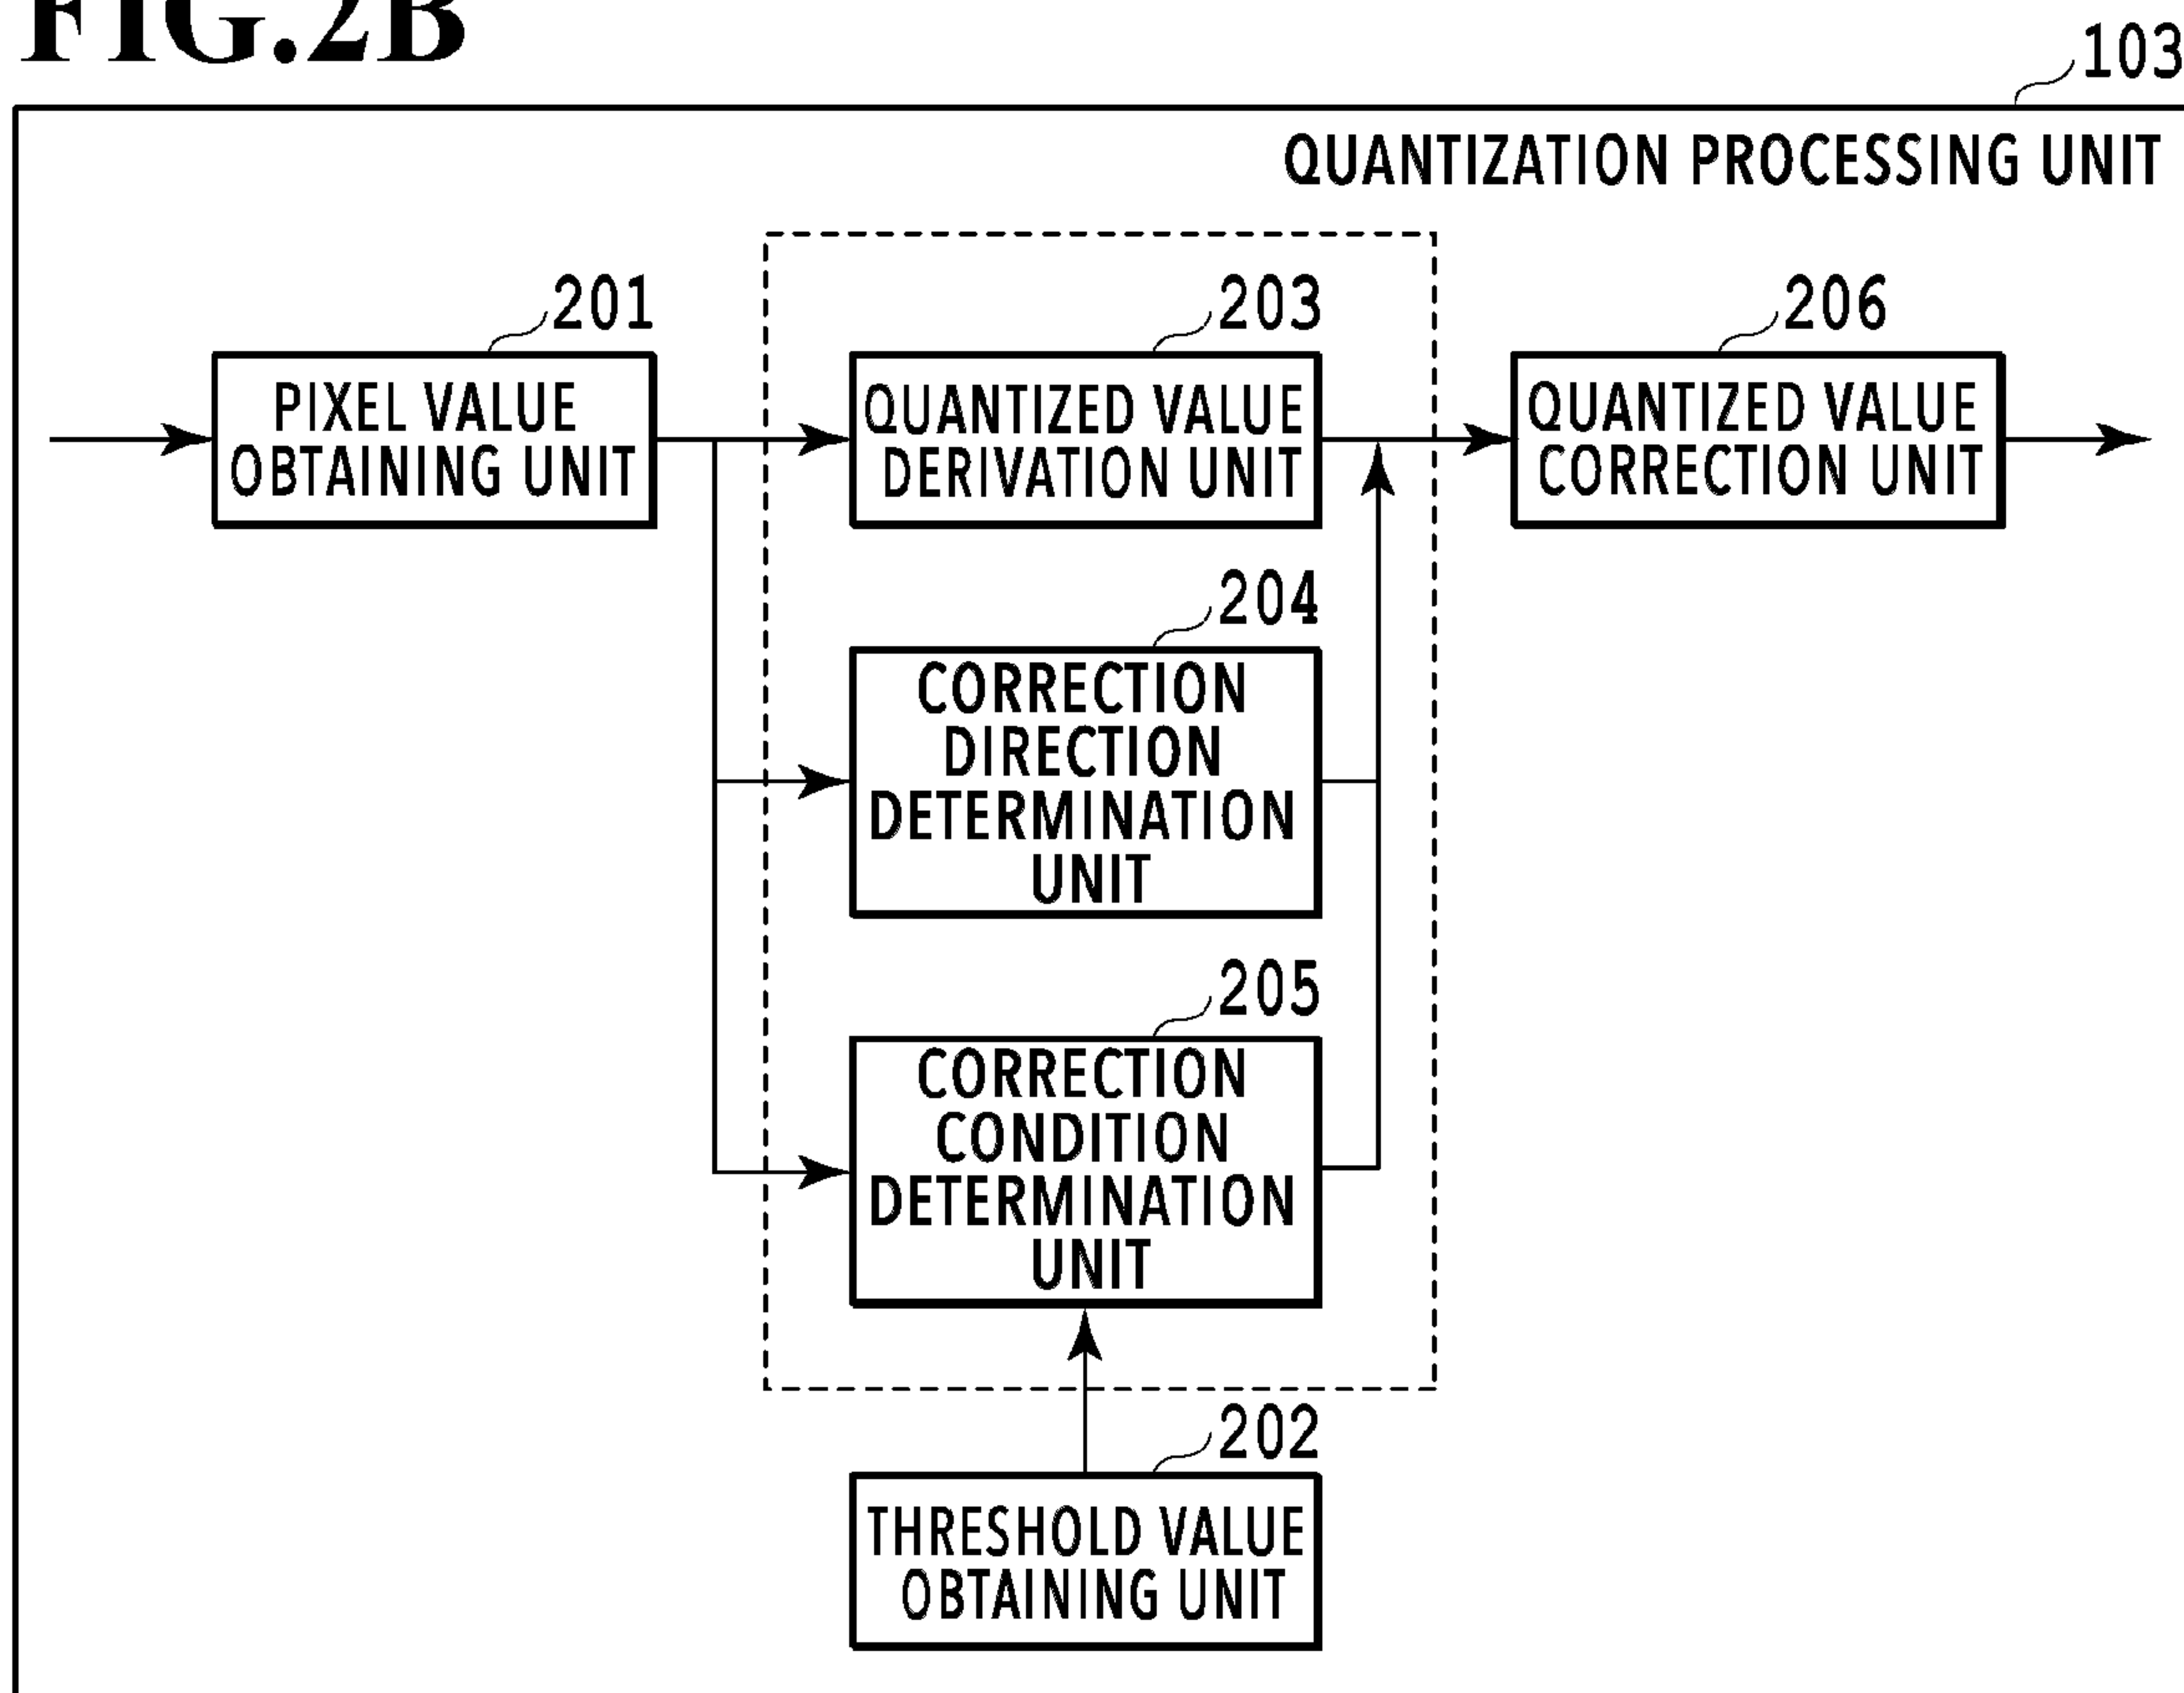 FIG.2B
103
QUANTIZATION PROCESSING UNIT
201
PIXEL VALUE
OBTAINING UNIT
203
QUANTIZED VALUE
DERIVATION UNIT
206
QUANTIZED VALUE
CORRECTION UNIT
204
CORRECTION
DIRECTION
DETERMINATION
UNIT
205
CORRECTION
CONDITION
DETERMINATION
UNIT
202
THRESHOLD VALUE
OBTAINING UNIT